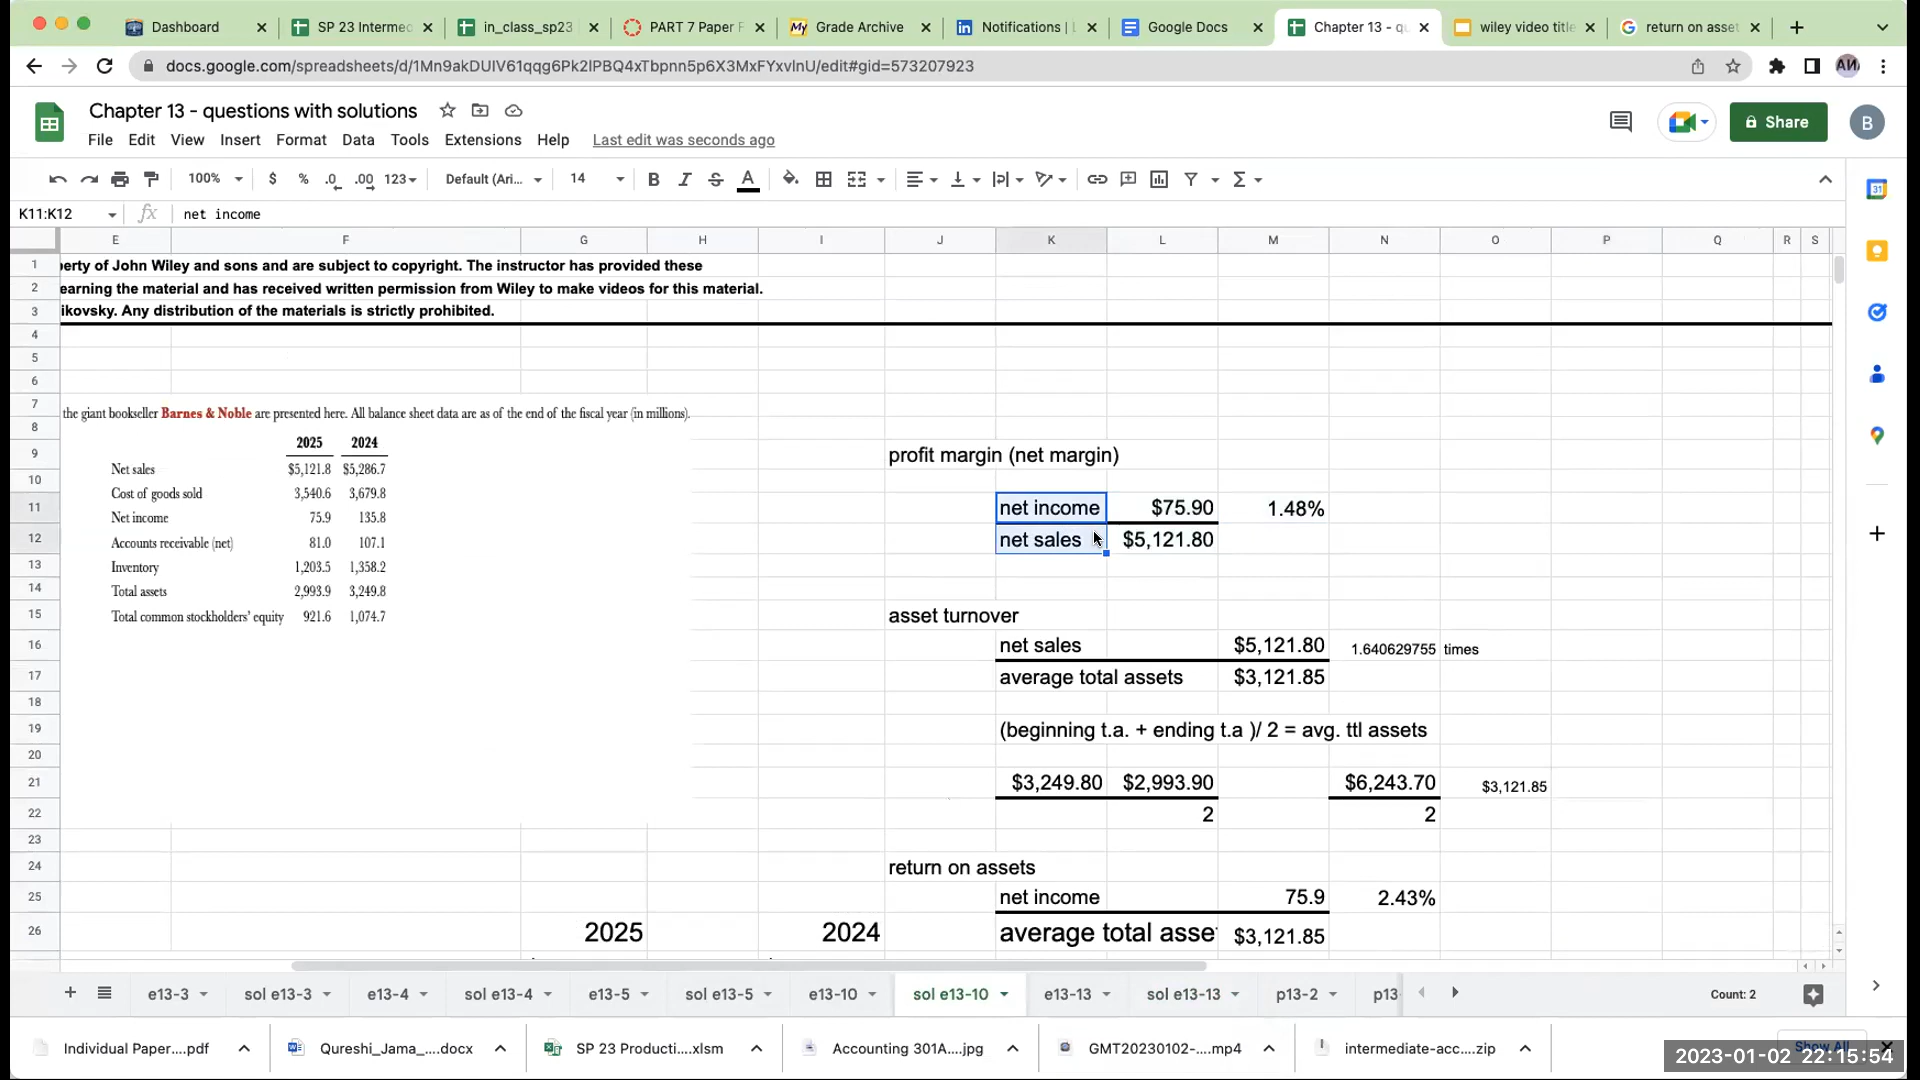 Dashboard
SP 23 Intermed
in_class_sp23
PART 7 Paper F
My Grade Archive
Notifications | L
Google Docs
Chapter 13 - qu
wiley video title
return on asset
docs.google.com/spreadsheets/d/1Mn9akDUIV61qqg6Pk2lPBQ4xTbpnn5p6X3MxFYxvlnU/edit#gid=573207923
Chapter 13 - questions with solutions
File Edit View Insert Format Data Tools Extensions Help Last edit was seconds ago
Share
B
100% $ % .0 .00 123 Default (Ari... 14 B I S A
K11:K12 fx net income
31
E F G H I J K L M N O P Q R S
1 erty of John Wiley and sons and are subject to copyright. The instructor has provided these
2 earning the material and has received written permission from Wiley to make videos for this material.
3 ikovsky. Any distribution of the materials is strictly prohibited.
4
5
6
7 the giant bookseller Barnes & Noble are presented here. All balance sheet data are as of the end of the fiscal year (in millions).
8
2025 2024
9 profit margin (net margin)
Net sales $5,121.8 $5,286.7
10
Cost of goods sold 3,540.6 3,679.8
11 net income $75.90 1.48%
Net income 75.9 135.8
12 net sales $5,121.80
Accounts receivable (net) 81.0 107.1
13
Inventory 1,203.5 1,358.2
14
Total assets 2,993.9 3,249.8
15 asset turnover
Total common stockholders' equity 921.6 1,074.7
16 net sales $5,121.80 1.640629755 times
17 average total assets $3,121.85
18
19 (beginning t.a. + ending t.a )/ 2 = avg. ttl assets
20
21 $3,249.80 $2,993.90 $6,243.70 $3,121.85
22 2 2
23
24 return on assets
25 net income 75.9 2.43%
26 2025 2024 average total asse $3,121.85
e13-3 sol e13-3 e13-4 sol e13-4 e13-5 sol e13-5 e13-10 sol e13-10 e13-13 sol e13-13 p13-2 p13- Count: 2
Individual Paper....pdf
Qureshi_Jama_....docx
SP 23 Producti....xlsm
Accounting 301A....jpg
GMT20230102-....mp4
intermediate-acc....zip
Show All
2023-01-02 22:15:54